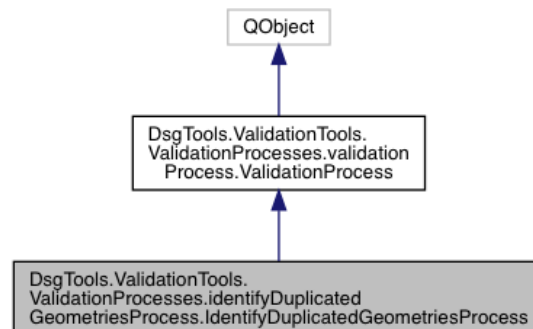 QObject
DsgTools.ValidationTools.
ValidationProcesses.validation
Process.ValidationProcess
DsgTools.ValidationTools.
ValidationProcesses.identifyDuplicated
GeometriesProcess.IdentifyDuplicatedGeometriesProcess